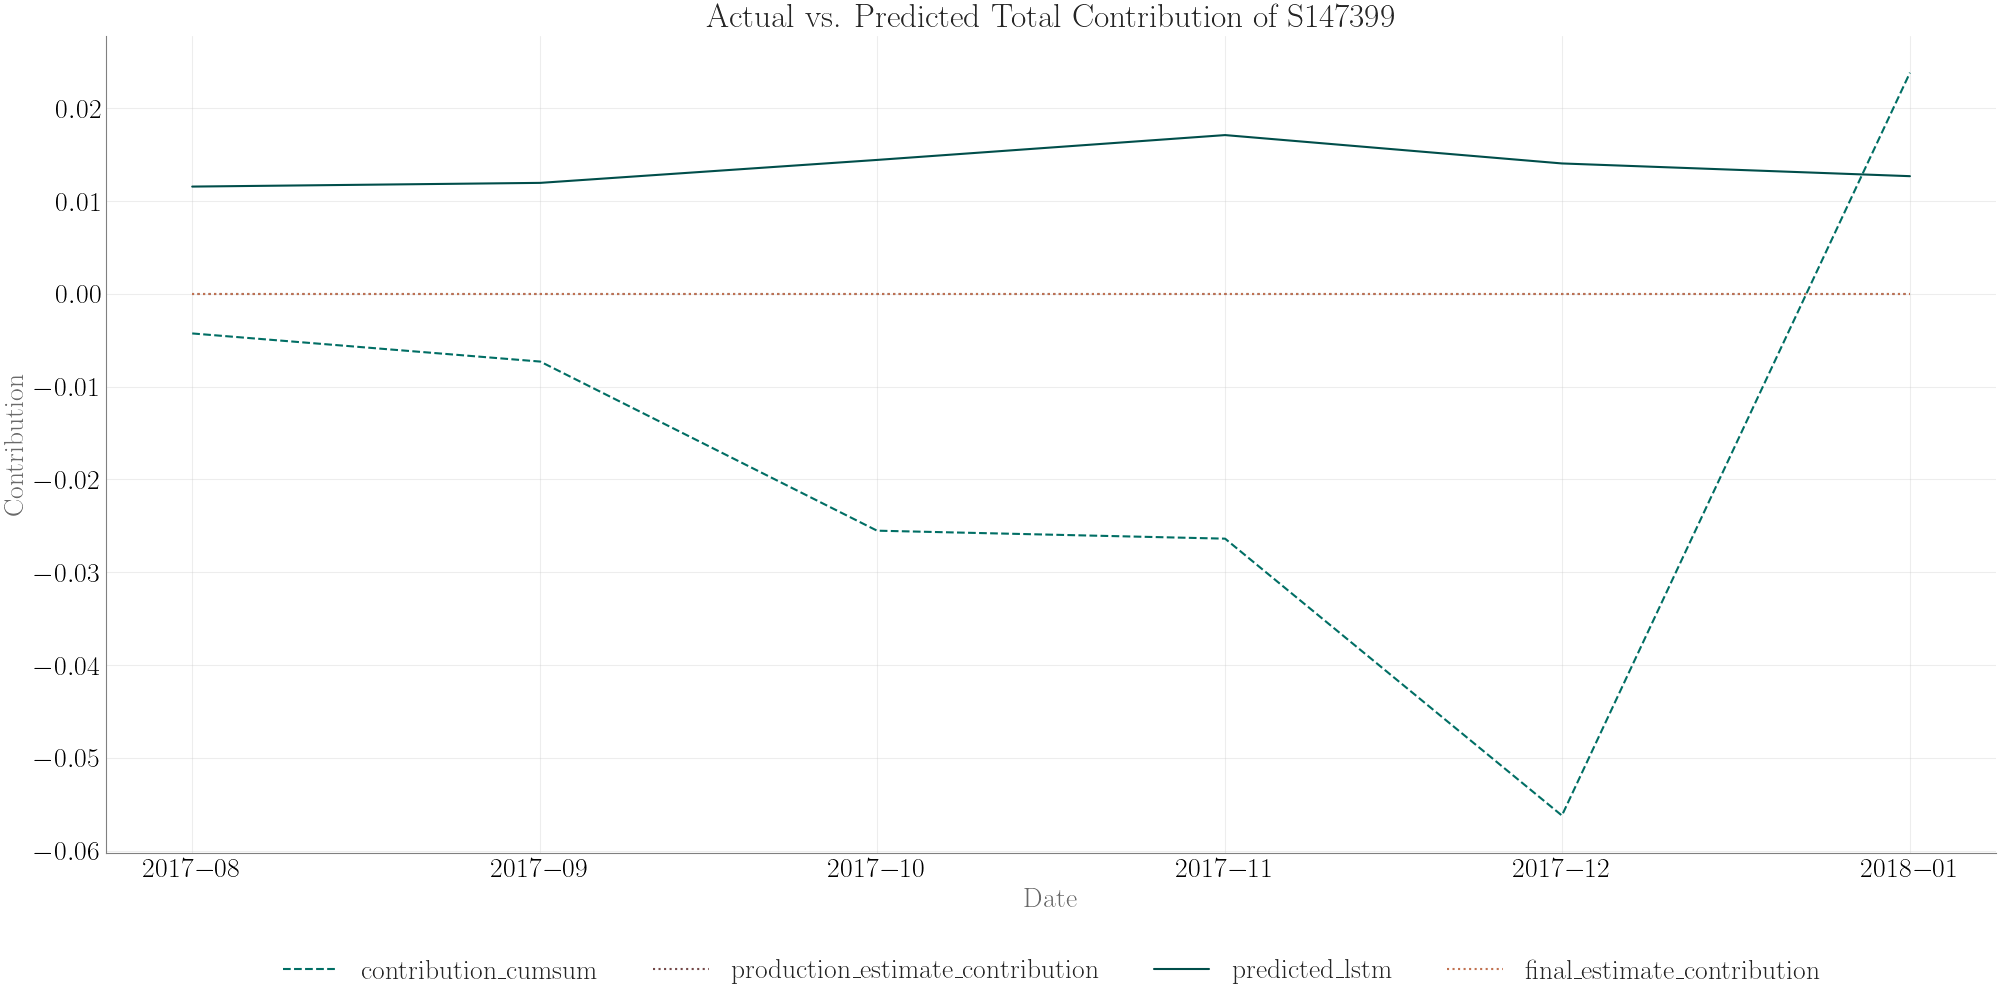 Actual vs. Predicted Total Contribution of S147399
0.02
0.01
0.00
−0.01
−0.02
−0.03
−0.04
−0.05
−0.06
Contribution
2017−08 2017−09 2017−10 2017−11 2017−12 2018−01
Date
contribution_cumsum production_estimate_contribution predicted_lstm final_estimate_contribution